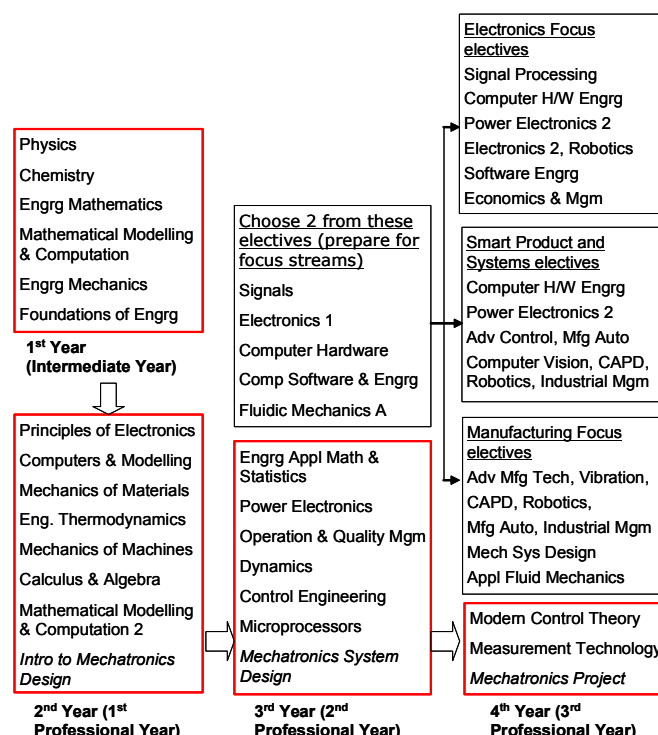 Physics
Chemistry
Engrg Mathematics
Mathematical Modelling
& Computation
Engrg Mechanics
Foundations of Engrg
1st Year
(Intermediate Year)
Principles of Electronics
Computers & Modelling
Mechanics of Materials
Eng. Thermodynamics
Mechanics of Machines
Calculus & Algebra
Mathematical Modelling
& Computation 2
Intro to Mechatronics
Design
2nd Year (1st
Professional Year)
Choose 2 from these
electives (prepare for
focus streams)
Signals
Electronics 1
Computer Hardware
Comp Software & Engrg
Fluidic Mechanics A
Engrg Appl Math &
Statistics
Power Electronics
Operation & Quality Mgm
Dynamics
Control Engineering
Microprocessors
Mechatronics System
Design
3rd Year (2nd
Professional Year)
Electronics Focus
electives
Signal Processing
Computer H/W Engrg
Power Electronics 2
Electronics 2, Robotics
Software Engrg
Economics & Mgm
Smart Product and
Systems electives
Computer H/W Engrg
Power Electronics 2
Adv Control, Mfg Auto
Computer Vision, CAPD,
Robotics, Industrial Mgm
Manufacturing Focus
electives
Adv Mfg Tech, Vibration,
CAPD, Robotics,
Mfg Auto, Industrial Mgm
Mech Sys Design
Appl Fluid Mechanics
Modern Control Theory
Measurement Technology
Mechatronics Project
4th Year (3rd
Professional Year)